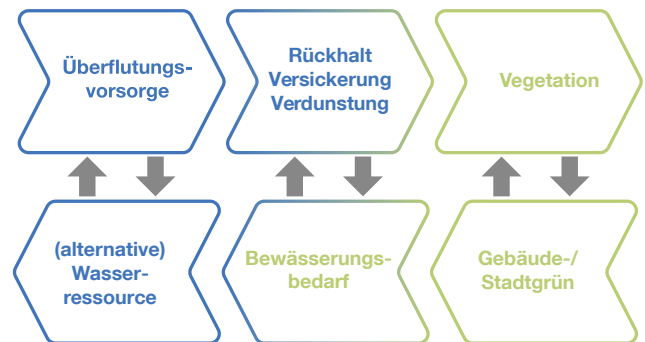 Überflutungs-
vorsorge
Rückhalt
Versickerung
Verdunstung
Vegetation
(alternative)
Wasser-
ressource
Bewässerungs-
bedarf
Gebäude-/
Stadtgrün